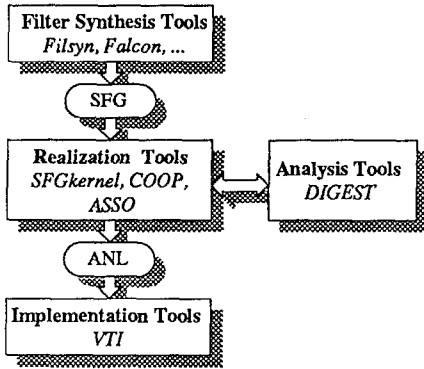 Filter Synthesis Tools
Filsyn, Falcon, ...
SFG
Realization Tools
SFGkernel, COOP,
ASSO
Analysis Tools
DIGEST
ANL
Implementation Tools
VTI